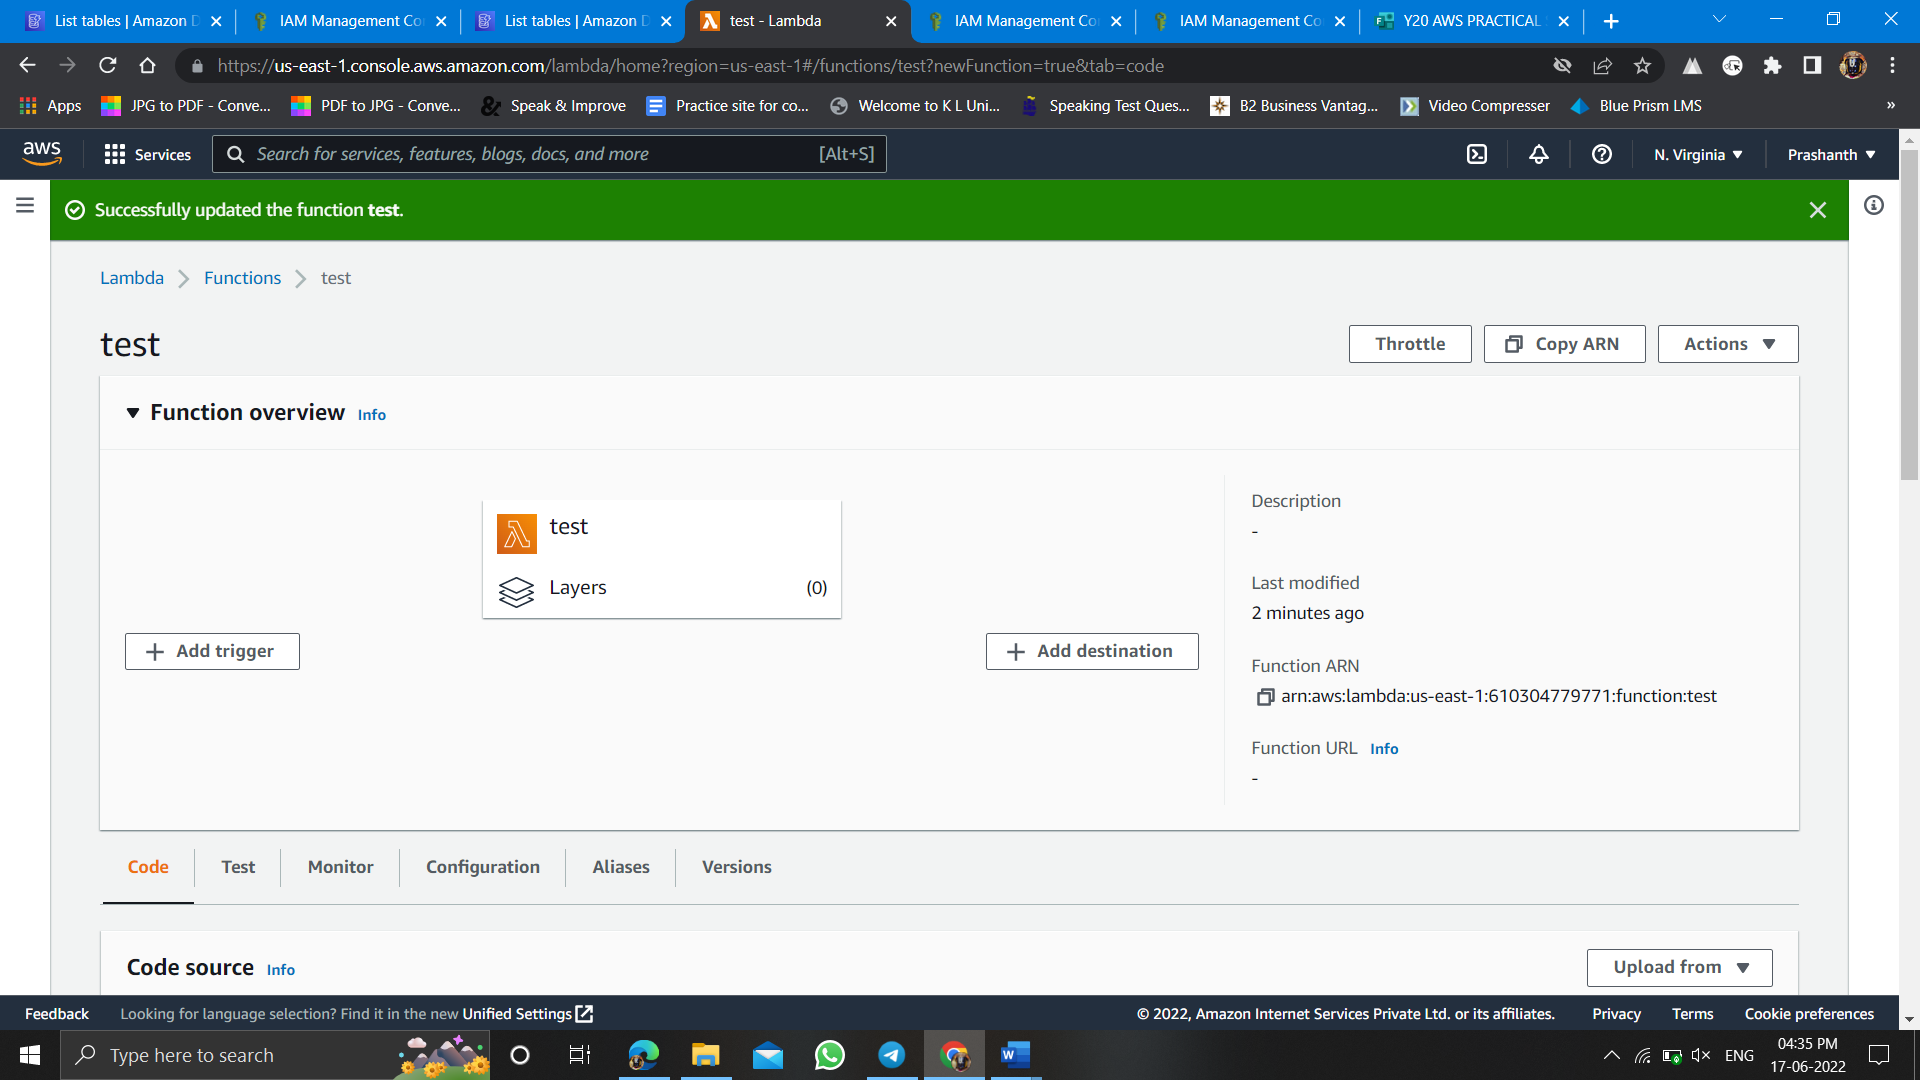 List tables | Amazon D
IAM Management Co
List tables | Amazon D
test - Lambda
IAM Management Co
IAM Management Co
Y20 AWS PRACTICAL
https://us-east-1.console.aws.amazon.com/lambda/home?region=us-east-1#/functions/test?newFunction=true&tab=code
Apps
JPG to PDF - Conve...
PDF to JPG - Conve...
Speak & Improve
Practice site for co...
Welcome to K L Uni...
Speaking Test Ques...
B2 Business Vantag...
Video Compresser
Blue Prism LMS
»
aws
Services
Search for services, features, blogs, docs, and more
[Alt+S]
N. Virginia
Prashanth
Successfully updated the function test.
Lambda
Functions
test
test
Throttle
Copy ARN
Actions
Function overview Info
test
Layers (0)
Add trigger
Add destination
Description
-
Last modified
2 minutes ago
Function ARN
arn:aws:lambda:us-east-1:610304779771:function:test
Function URL Info
-
Code
Test
Monitor
Configuration
Aliases
Versions
Code source Info
Upload from
Feedback
Looking for language selection? Find it in the new Unified Settings
© 2022, Amazon Internet Services Private Ltd. or its affiliates.
Privacy
Terms
Cookie preferences
Type here to search
ENG
04:35 PM
17-06-2022